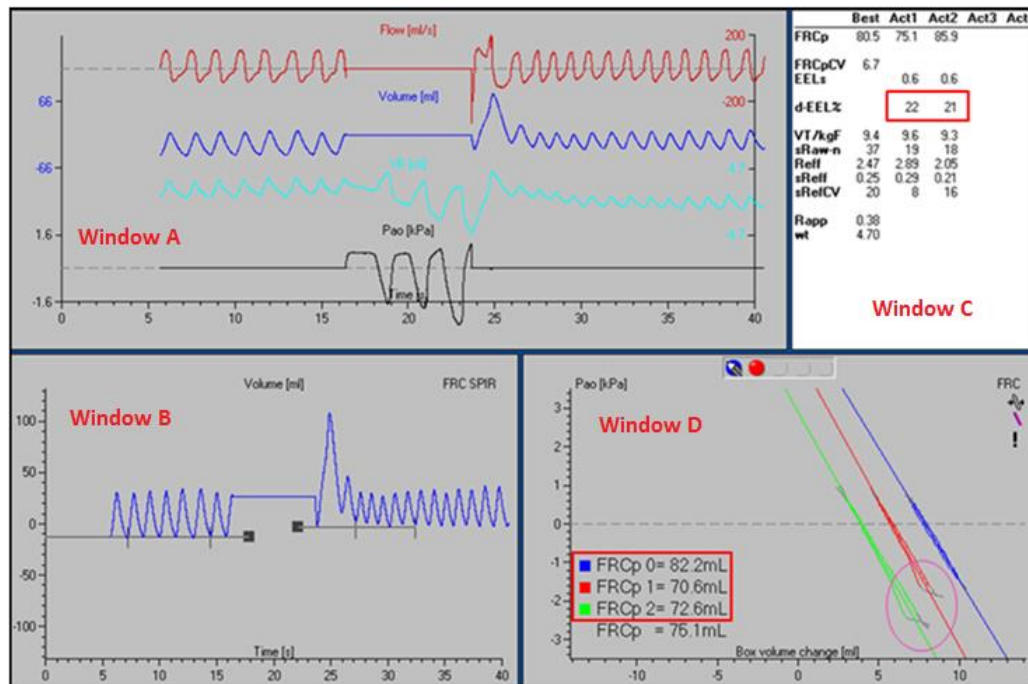 Flow [ml/s]
200
-200
Volume [ml]
66
-66
4.7
-4.7
Window A
Pao [kPa]
1.6
-1.6
Time [s]
0 5 10 15 20 25 30 35 40
Best Act1 Act2 Act3 Act
FRCp 80.5 75.1 85.9
FRCpCV 6.7
EELs 0.6 0.6
d-EEL% 22 21
VT/kgF 9.4 9.6 9.3
sRaw-n 37 19 18
Reff 2.47 2.89 2.05
sReff 0.25 0.29 0.21
sRefCV 20 8 16
Rapp 0.38
wt 4.70
Window C
Volume [ml] FRC SPIR
Window B
100
50
0
-50
-100
Time [s]
0 5 10 15 20 25 30 35 40
Pao [kPa] FRC
Window D
!
3
2
1
0
-1
-2
-3
FRCp 0= 82.2mL
FRCp 1= 70.6mL
FRCp 2= 72.6mL
FRCp = 75.1mL
Box volume change [ml]
-10 -5 0 5 10